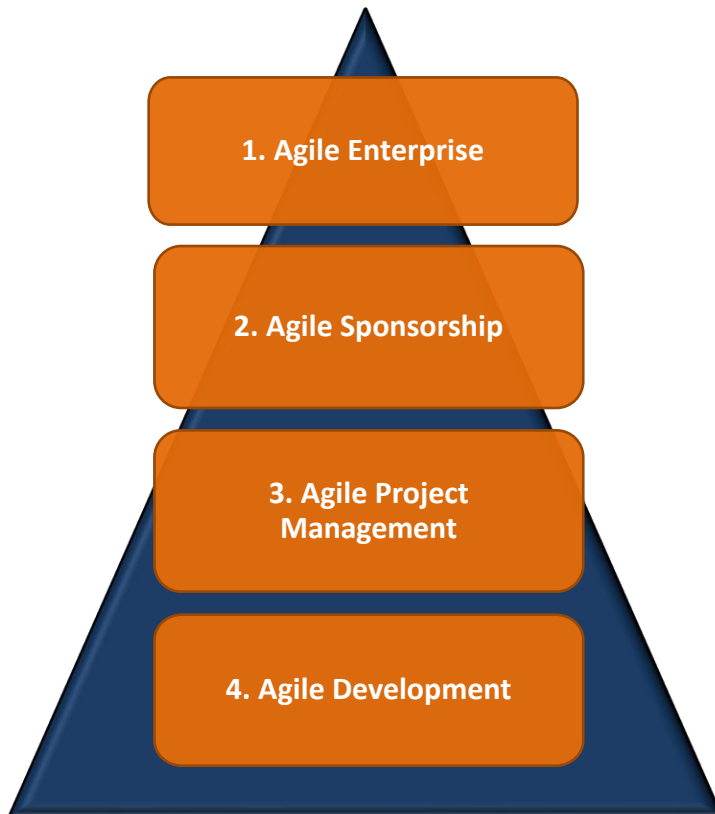 1. Agile Enterprise
2. Agile Sponsorship
3. Agile Project
Management
4. Agile Development